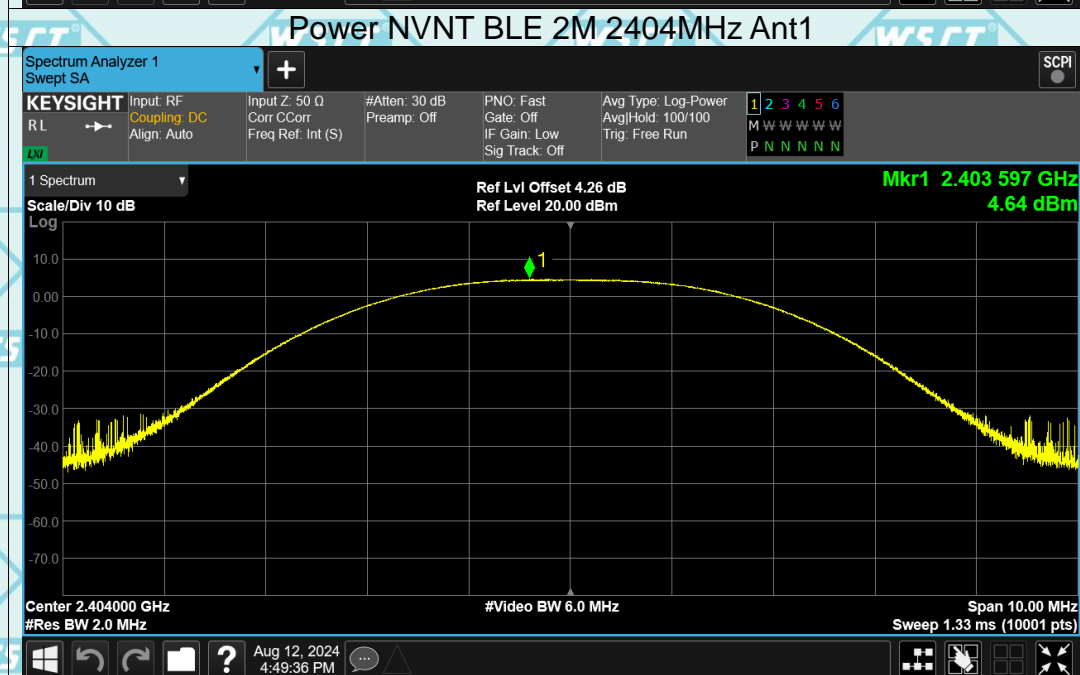 Power NVNT BLE 2M 2404MHz Ant1
Spectrum Analyzer 1
Swept SA
+
SCPI
KEYSIGHT
RL
LXI
Input: RF
Coupling: DC
Align: Auto
Input Z: 50 Ω
Corr CCorr
Freq Ref: Int (S)
#Atten: 30 dB
Preamp: Off
PNO: Fast
Gate: Off
IF Gain: Low
Sig Track: Off
Avg Type: Log-Power
Avg|Hold: 100/100
Trig: Free Run
1 2 3 4 5 6
M W W W W W
P N N N N N
1 Spectrum
Scale/Div 10 dB
Log
Ref Lvl Offset 4.26 dB
Ref Level 20.00 dBm
Mkr1 2.403 597 GHz
4.64 dBm
1
10.0
0.00
-10.0
-20.0
-30.0
-40.0
-50.0
-60.0
-70.0
Center 2.404000 GHz
#Res BW 2.0 MHz
#Video BW 6.0 MHz
Span 10.00 MHz
Sweep 1.33 ms (10001 pts)
?
Aug 12, 2024
4:49:36 PM
WSCT
WSCT